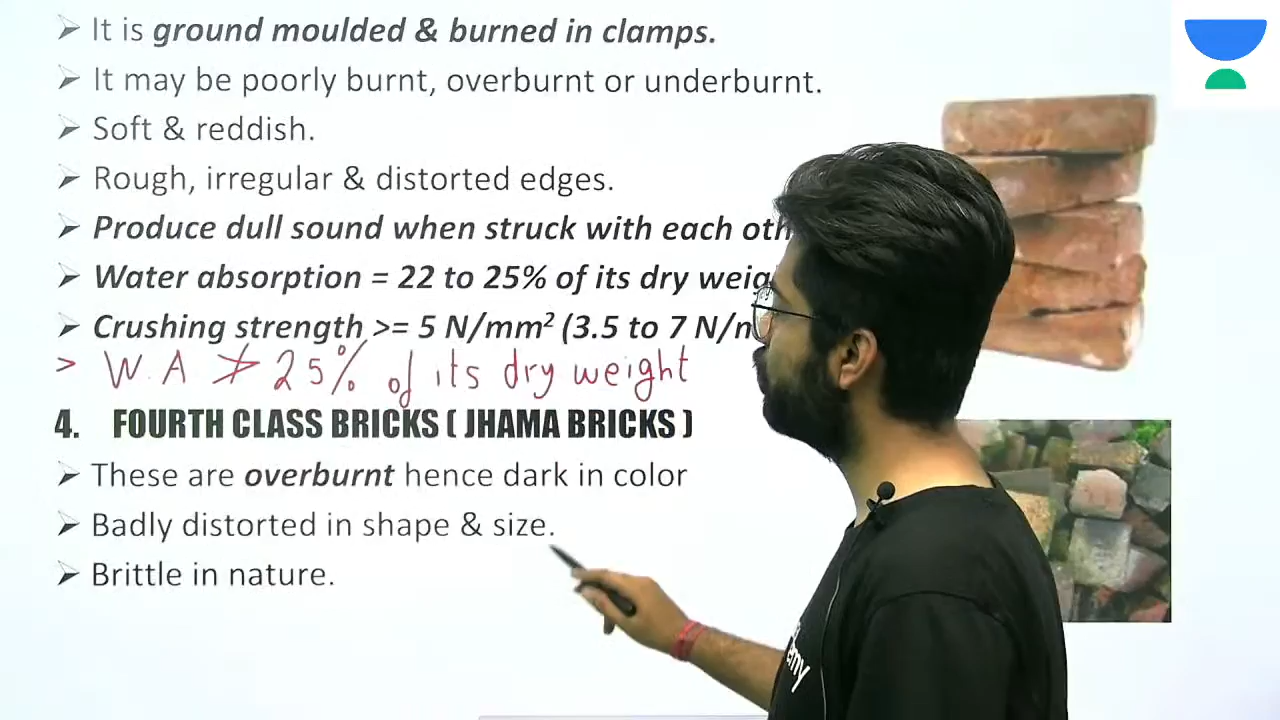 ➢ It is ground moulded & burned in clamps.
➢ It may be poorly burnt, overburnt or underburnt.
➢ Soft & reddish.
➢ Rough, irregular & distorted edges.
➢ Produce dull sound when struck with each oth
➢ Water absorption = 22 to 25% of its dry weig
➢ Crushing strength >= 5 N/mm² (3.5 to 7 N/m
> W.A ≯ 25% of its dry weight
4. FOURTH CLASS BRICKS ( JHAMA BRICKS )
➢ These are overburnt hence dark in color
➢ Badly distorted in shape & size.
➢ Brittle in nature.
emy